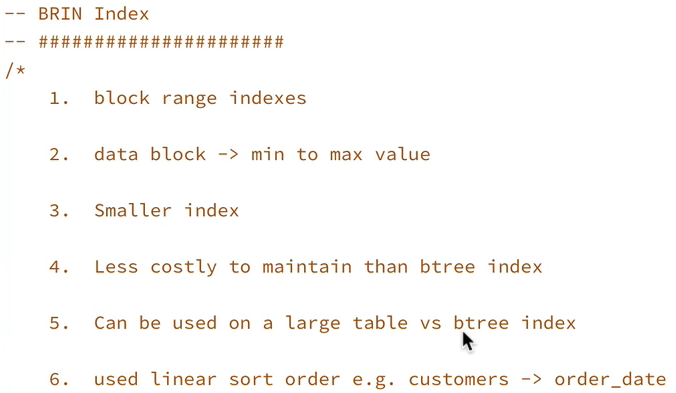 -- BRIN Index
-- ######################
/*
1. block range indexes
2. data block -> min to max value
3. Smaller index
4. Less costly to maintain than btree index
5. Can be used on a large table vs btree index
6. used linear sort order e.g. customers -> order_date